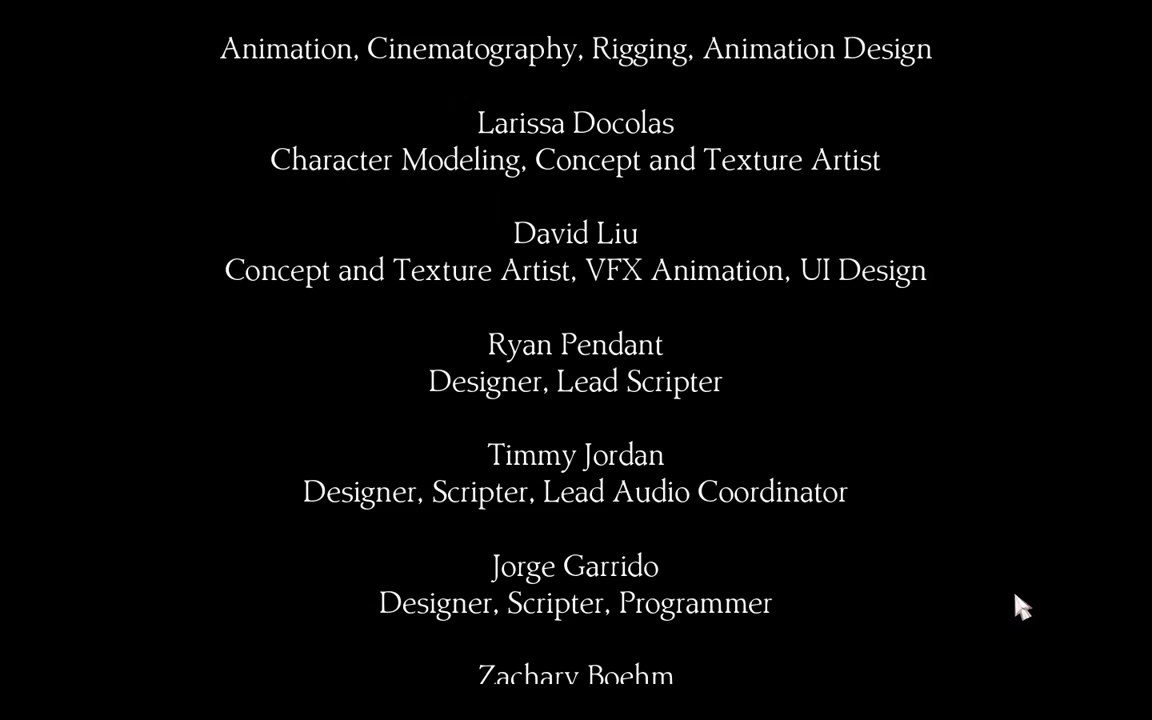 Animation, Cinematography, Rigging, Animation Design
Larissa Docolas
Character Modeling, Concept and Texture Artist
David Liu
Concept and Texture Artist, VFX Animation, UI Design
Ryan Pendant
Designer, Lead Scripter
Timmy Jordan
Designer, Scripter, Lead Audio Coordinator
Jorge Garrido
Designer, Scripter, Programmer
Zachary Boehm